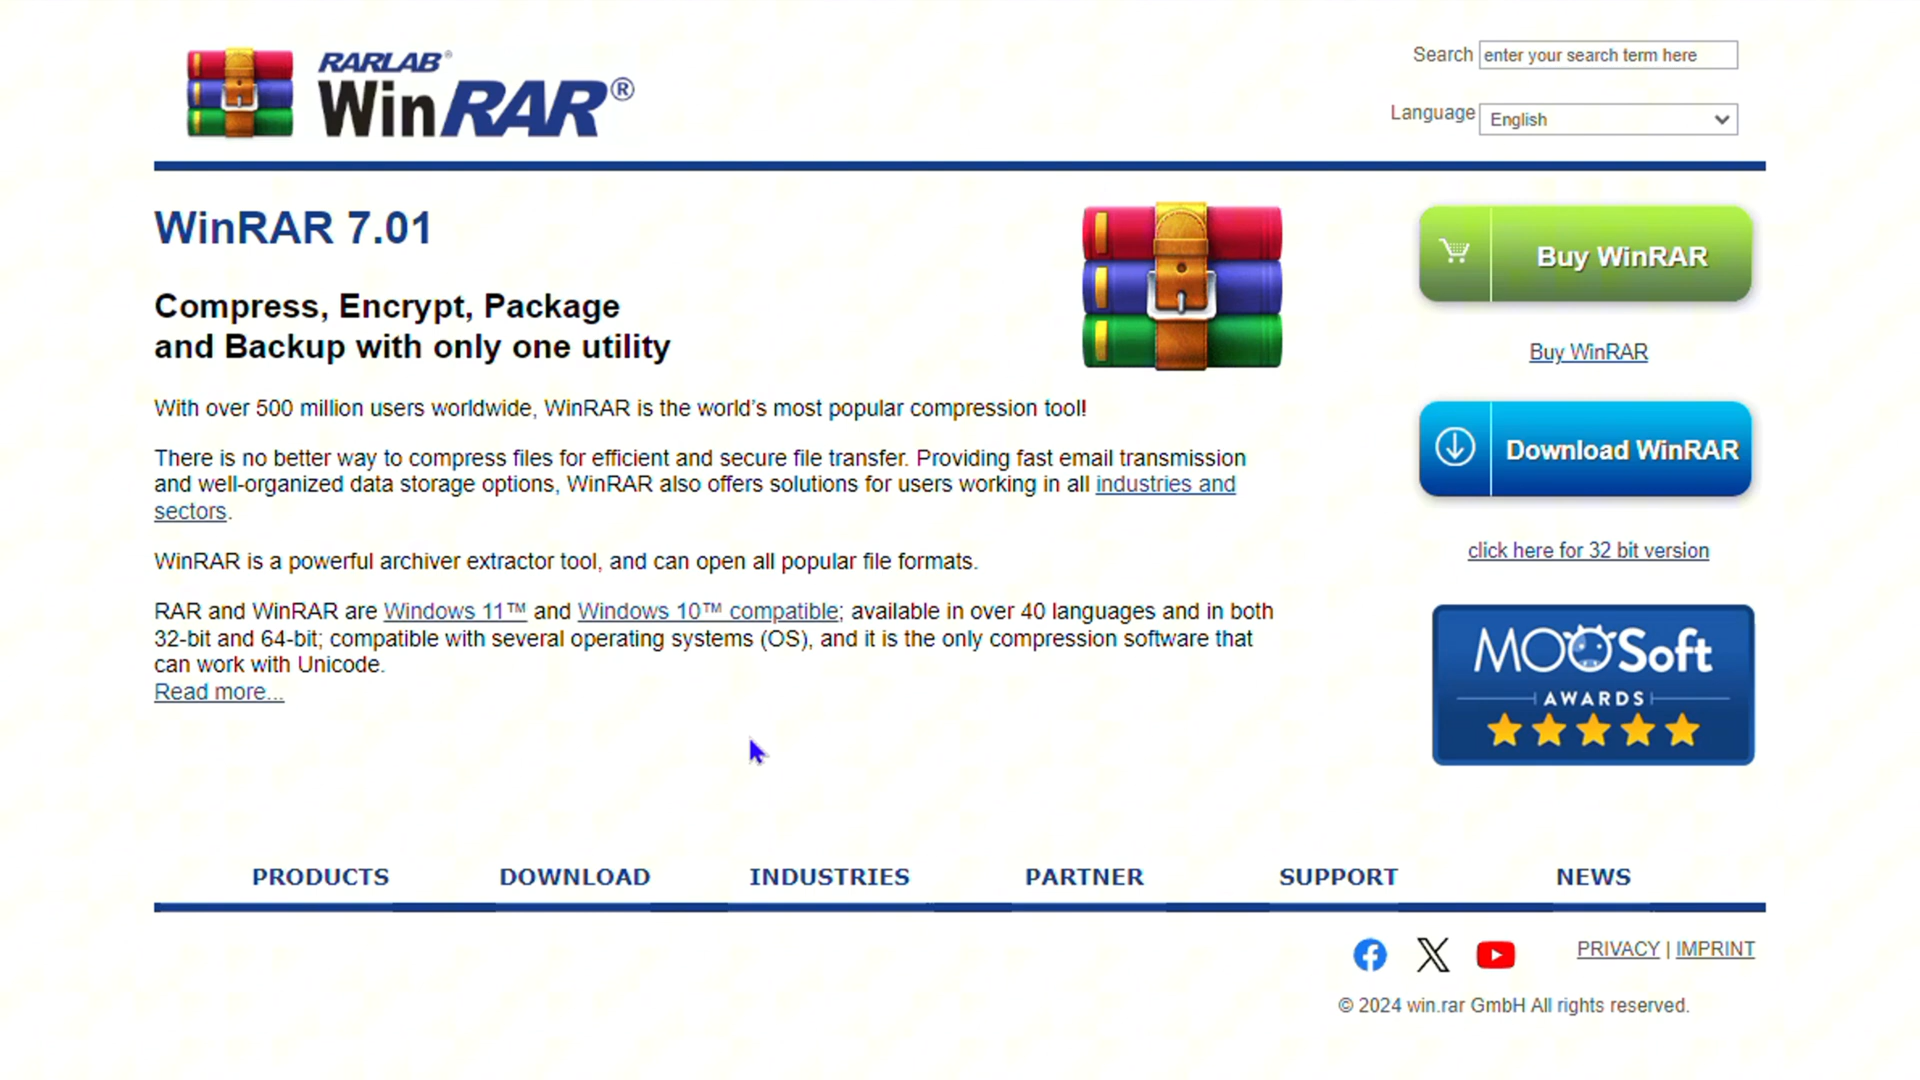 RARLAB®
WinRAR®
Search enter your search term here
Language English
WinRAR 7.01
Compress, Encrypt, Package
and Backup with only one utility
With over 500 million users worldwide, WinRAR is the world’s most popular compression tool!
There is no better way to compress files for efficient and secure file transfer. Providing fast email transmission
and well-organized data storage options, WinRAR also offers solutions for users working in all industries and
sectors.
WinRAR is a powerful archiver extractor tool, and can open all popular file formats.
RAR and WinRAR are Windows 11™ and Windows 10™ compatible; available in over 40 languages and in both
32-bit and 64-bit; compatible with several operating systems (OS), and it is the only compression software that
can work with Unicode.
Read more...
Buy WinRAR
Buy WinRAR
Download WinRAR
click here for 32 bit version
MOOSoft
AWARDS
PRODUCTS DOWNLOAD INDUSTRIES PARTNER SUPPORT NEWS
PRIVACY | IMPRINT
© 2024 win.rar GmbH All rights reserved.